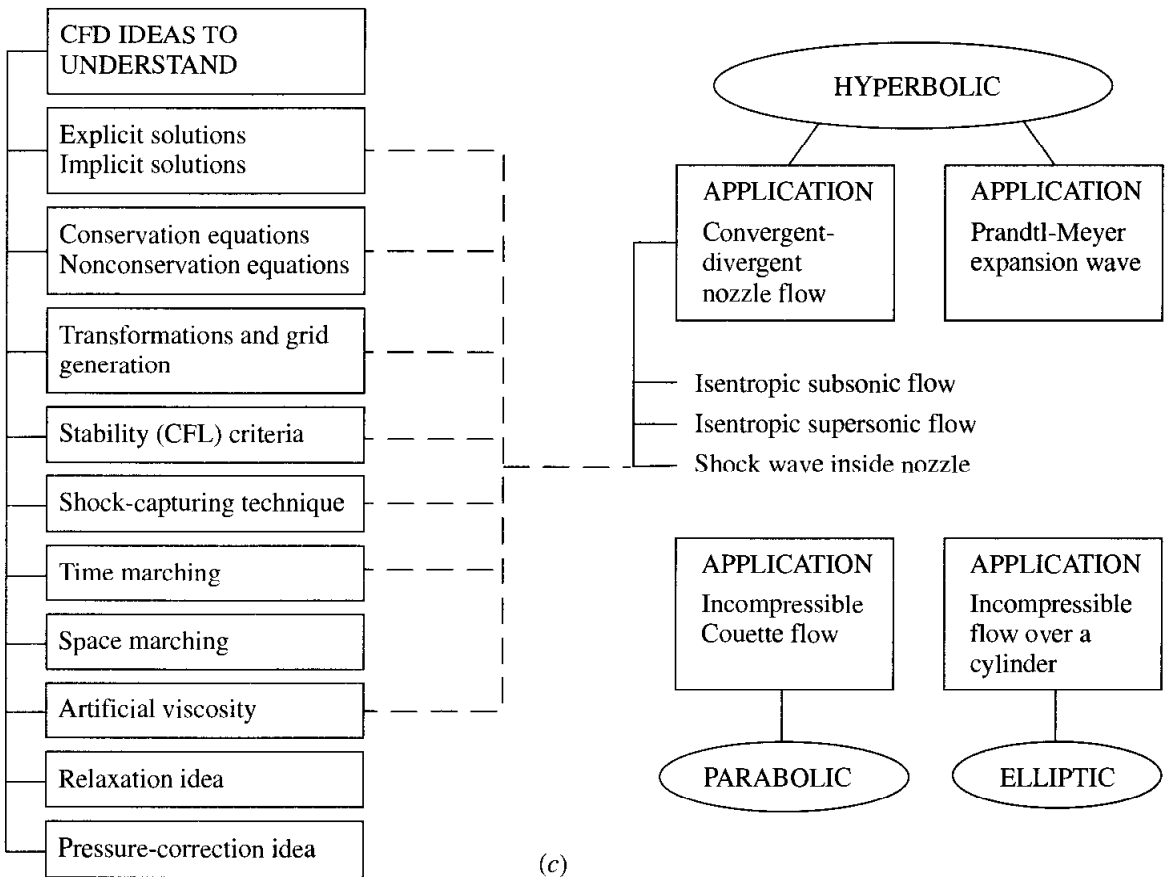 CFD IDEAS TO
UNDERSTAND
Explicit solutions
Implicit solutions
Conservation equations
Nonconservation equations
Transformations and grid
generation
Stability (CFL) criteria
Shock-capturing technique
Time marching
Space marching
Artificial viscosity
Relaxation idea
Pressure-correction idea
HYPERBOLIC
APPLICATION
Convergent-
divergent
nozzle flow
APPLICATION
Prandtl-Meyer
expansion wave
Isentropic subsonic flow
Isentropic supersonic flow
Shock wave inside nozzle
APPLICATION
Incompressible
Couette flow
APPLICATION
Incompressible
flow over a
cylinder
PARABOLIC
ELLIPTIC
(c)